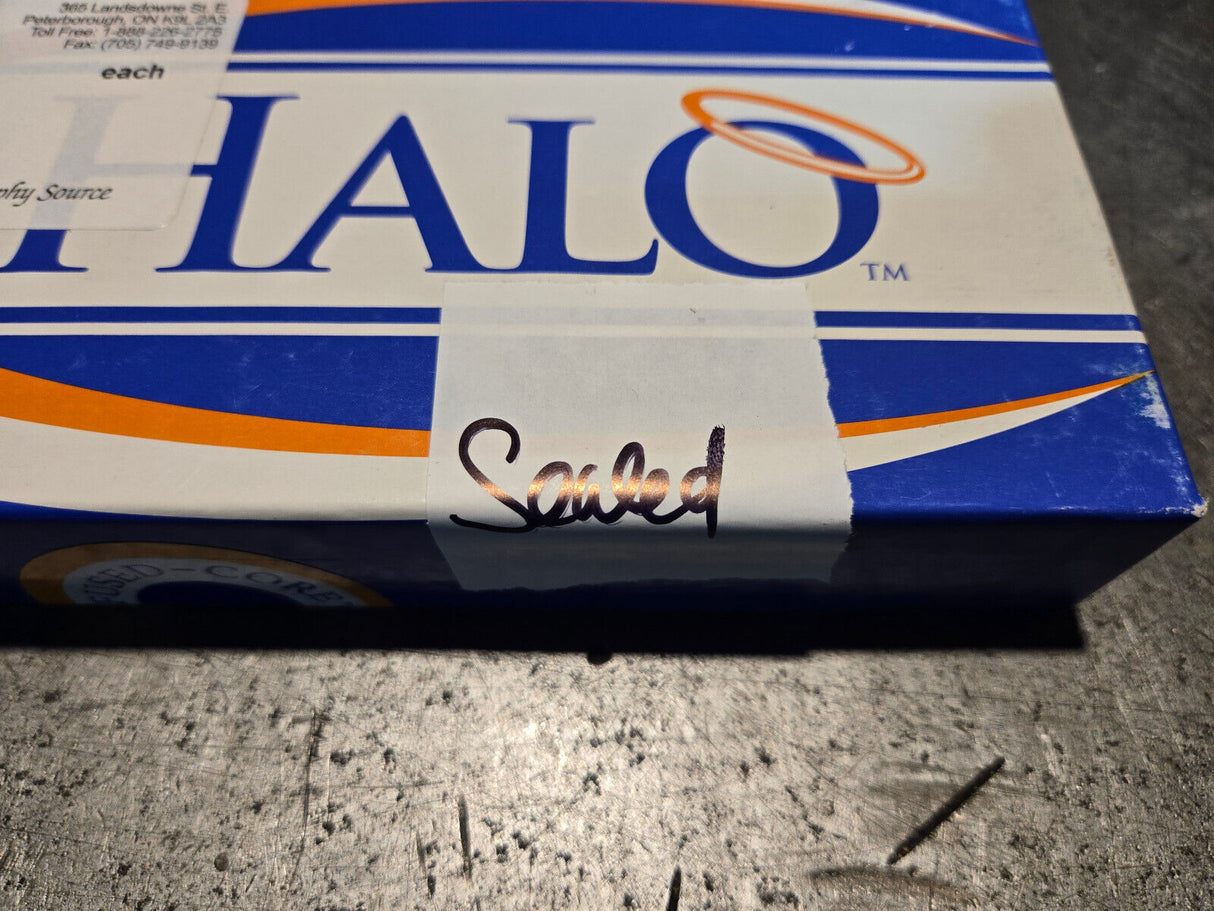 365 Landsdowne St. E
Peterborough, ON K9L 2A3
Toll Free: 1-888-226-2775
Fax: (705) 749-9139
each
phy Source
HALO
TM
Sealed
FUSED-CORE